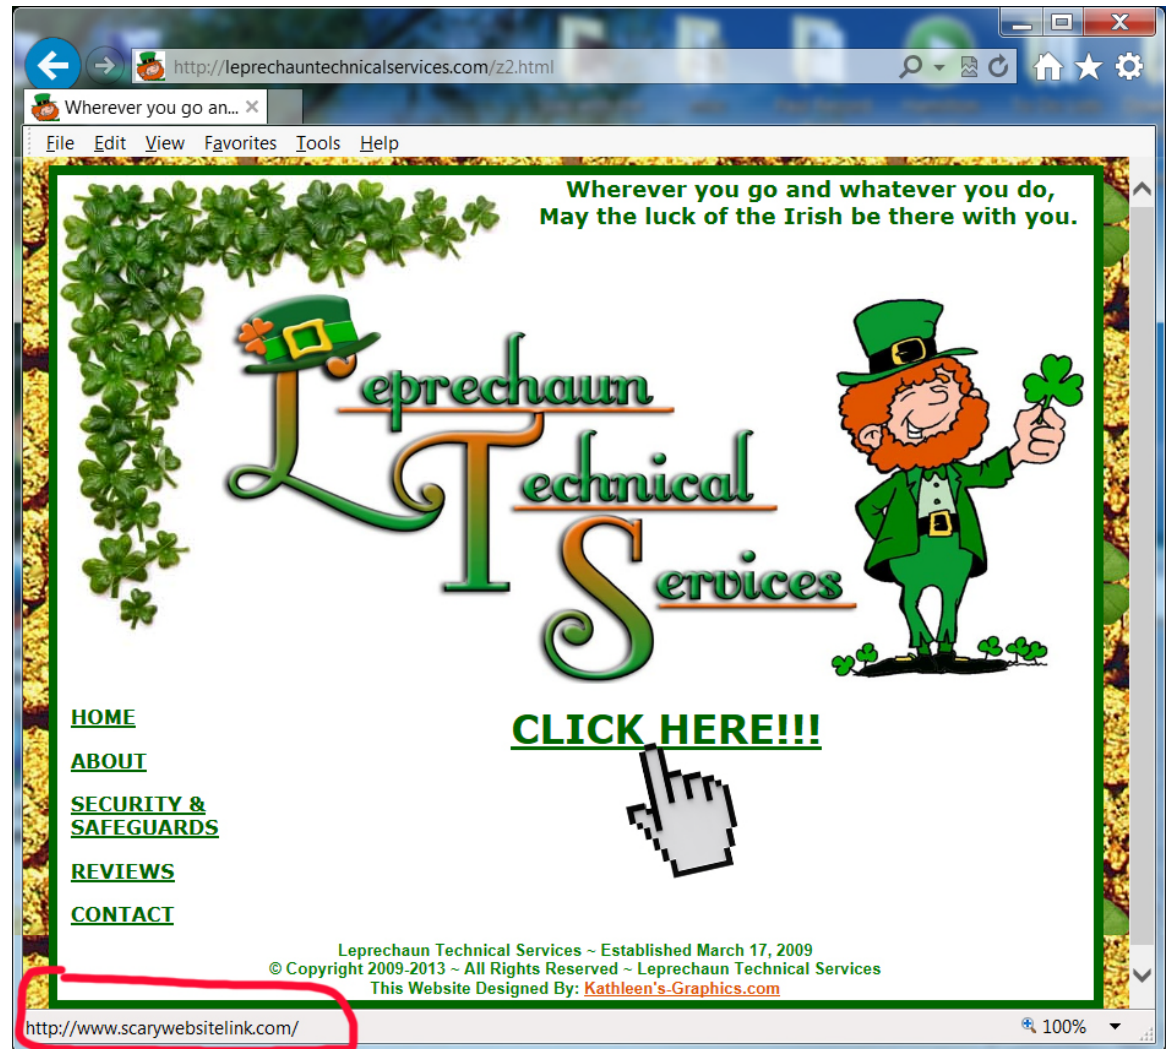 http://leprechauntechnicalservices.com/z2.html
Wherever you go an...
File Edit View Favorites Tools Help
Wherever you go and whatever you do,
May the luck of the Irish be there with you.
Leprechaun
Technical
Services
HOME
CLICK HERE!!!
ABOUT
SECURITY &
SAFEGUARDS
REVIEWS
CONTACT
Leprechaun Technical Services ~ Established March 17, 2009
© Copyright 2009-2013 ~ All Rights Reserved ~ Leprechaun Technical Services
This Website Designed By: Kathleen's-Graphics.com
http://www.scarywebsitelink.com/
100%